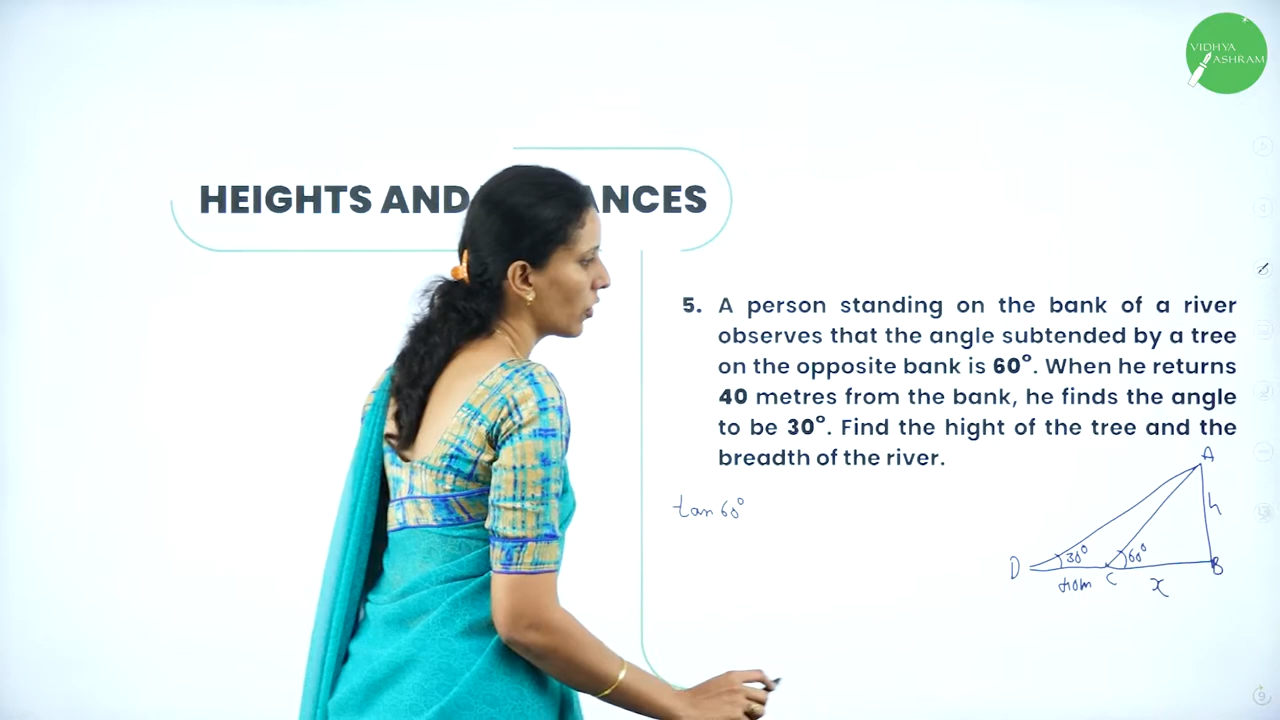 VIDHYA
ASHRAM
HEIGHTS AND ANCES
5. A person standing on the bank of a river
observes that the angle subtended by a tree
on the opposite bank is 60°. When he returns
40 metres from the bank, he finds the angle
to be 30°. Find the hight of the tree and the
breadth of the river.
A
tan 60°
h
30° 60°
D C B
40m x
9